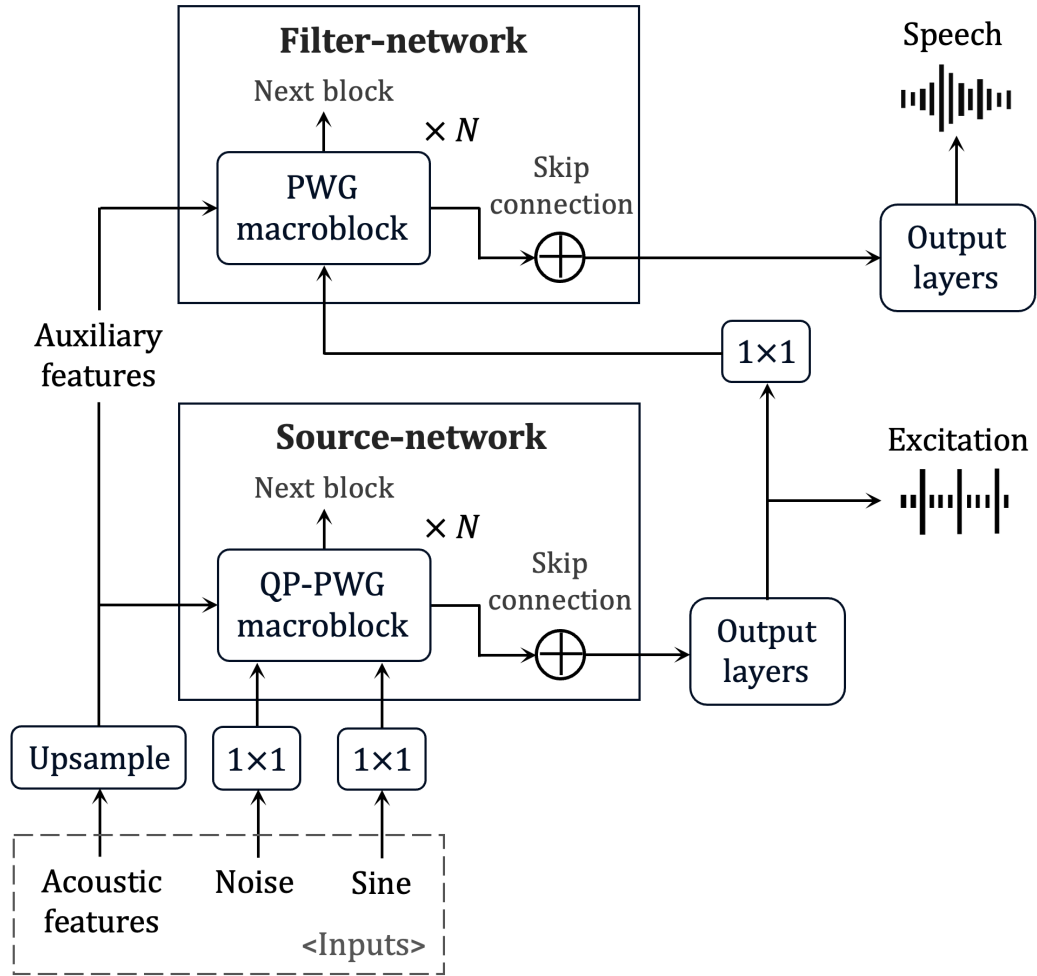 Filter-network
Next block
× N
PWG
macroblock
Skip
connection
Speech
Output
layers
Auxiliary
features
1×1
Source-network
Next block
× N
QP-PWG
macroblock
Skip
connection
Excitation
Output
layers
Upsample
1×1
1×1
Acoustic
features
Noise
Sine
<Inputs>